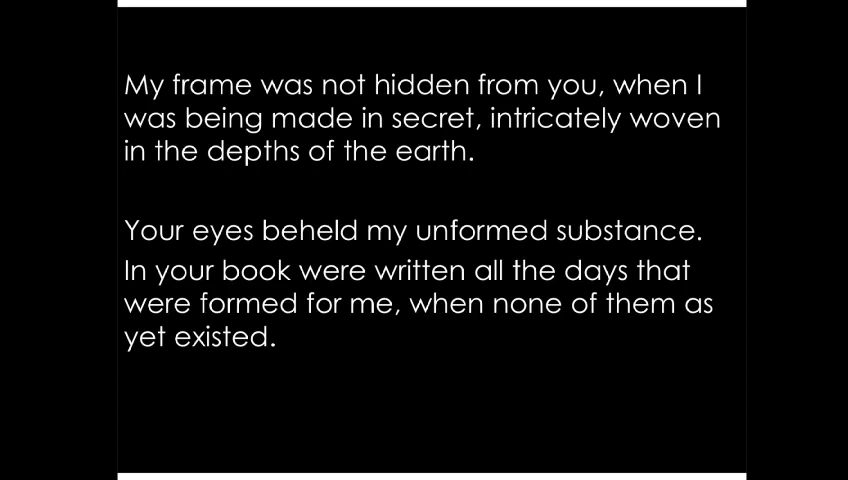 My frame was not hidden from you, when I
was being made in secret, intricately woven
in the depths of the earth.
Your eyes beheld my unformed substance.
In your book were written all the days that
were formed for me, when none of them as
yet existed.